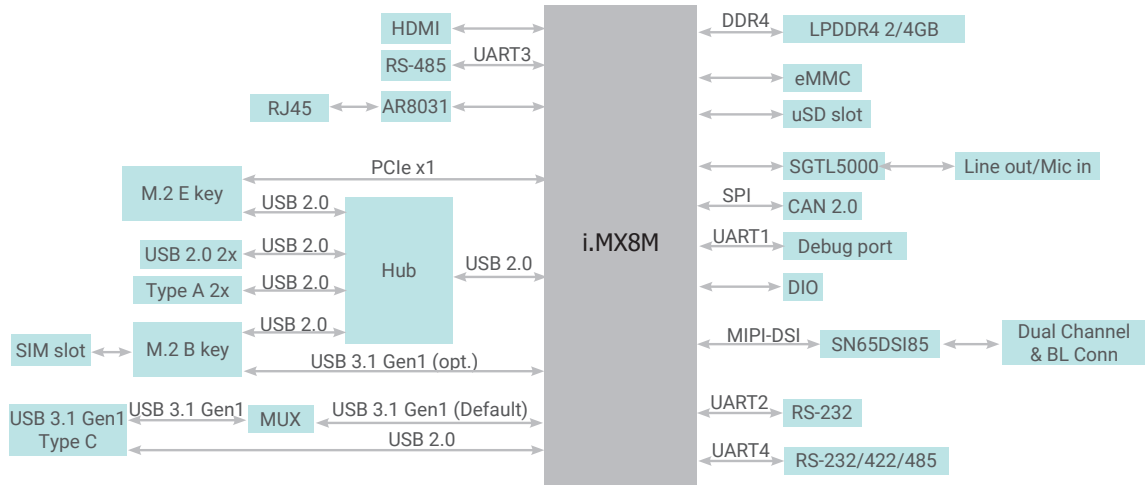 HDMI
RS-485
UART3
RJ45
AR8031
M.2 E key
PCIe x1
USB 2.0
USB 2.0 2x
USB 2.0
Type A 2x
USB 2.0
Hub
USB 2.0
SIM slot
M.2 B key
USB 2.0
USB 3.1 Gen1 (opt.)
USB 3.1 Gen1
Type C
USB 3.1 Gen1
MUX
USB 3.1 Gen1 (Default)
USB 2.0
i.MX8M
DDR4
LPDDR4 2/4GB
eMMC
uSD slot
SGTL5000
Line out/Mic in
SPI
CAN 2.0
UART1
Debug port
DIO
MIPI-DSI
SN65DSI85
Dual Channel
& BL Conn
UART2
RS-232
UART4
RS-232/422/485